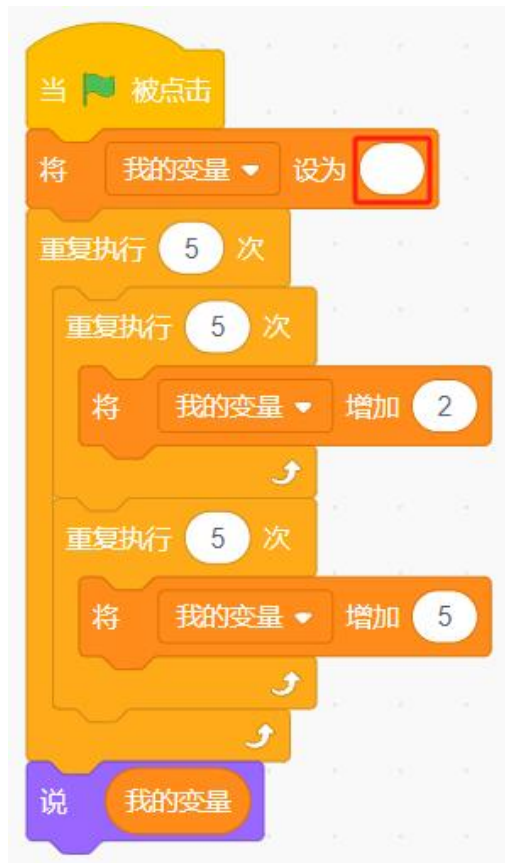 当 被点击
将 我的变量 设为
重复执行 5 次
重复执行 5 次
将 我的变量 增加 2
重复执行 5 次
将 我的变量 增加 5
说 我的变量